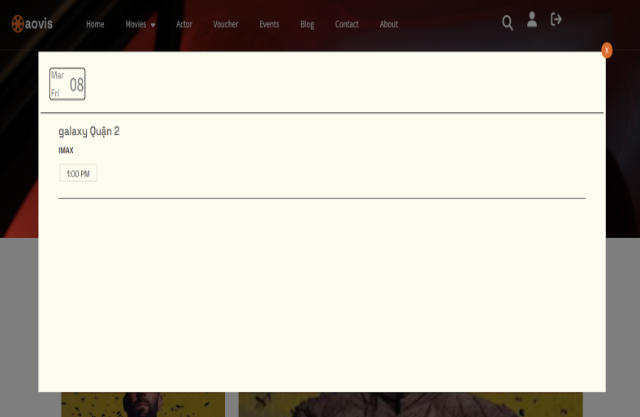 aovis Home Movies Actor Voucher Events Blog Contact About
X
Mar
Fri 08
galaxy Quận 2
IMAX
1:00 PM